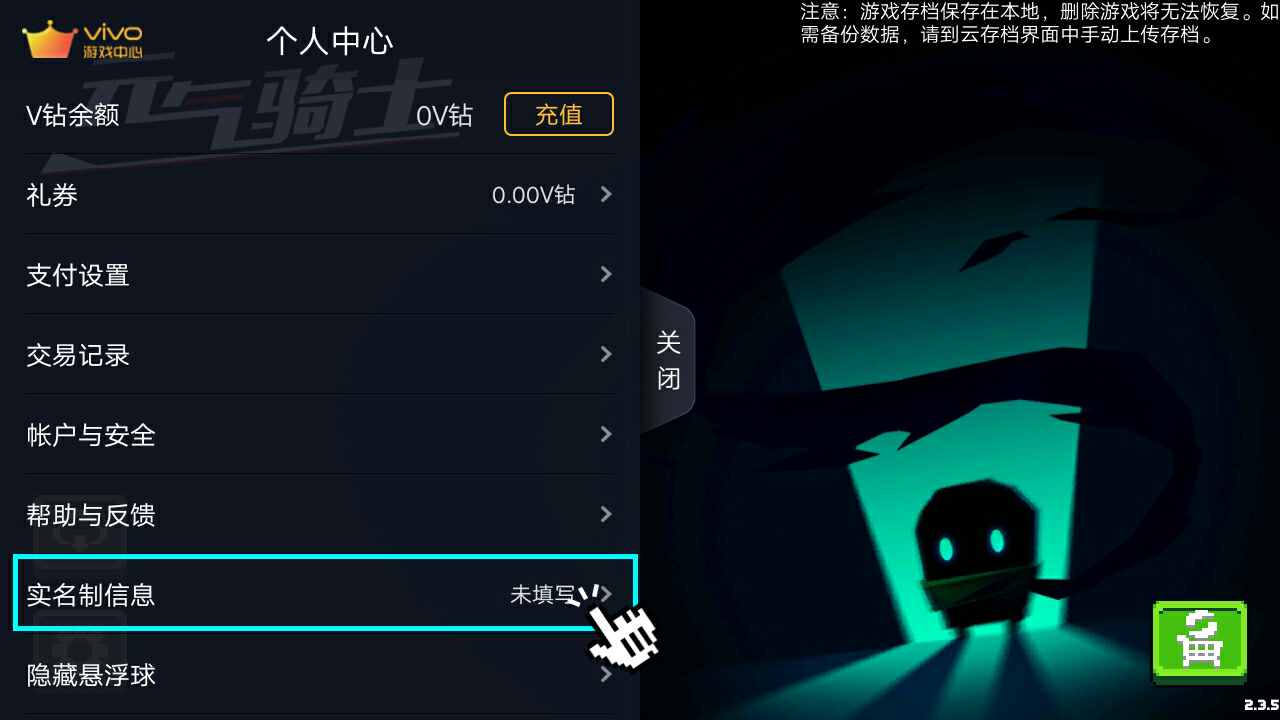 vivo
游戏中心
个人中心
元气骑士
V钻余额
0V钻
充值
礼券
0.00V钻
支付设置
交易记录
帐户与安全
帮助与反馈
实名制信息
未填写
隐藏悬浮球
关闭
注意：游戏存档保存在本地，删除游戏将无法恢复。如
需备份数据，请到云存档界面中手动上传存档。
2.3.5